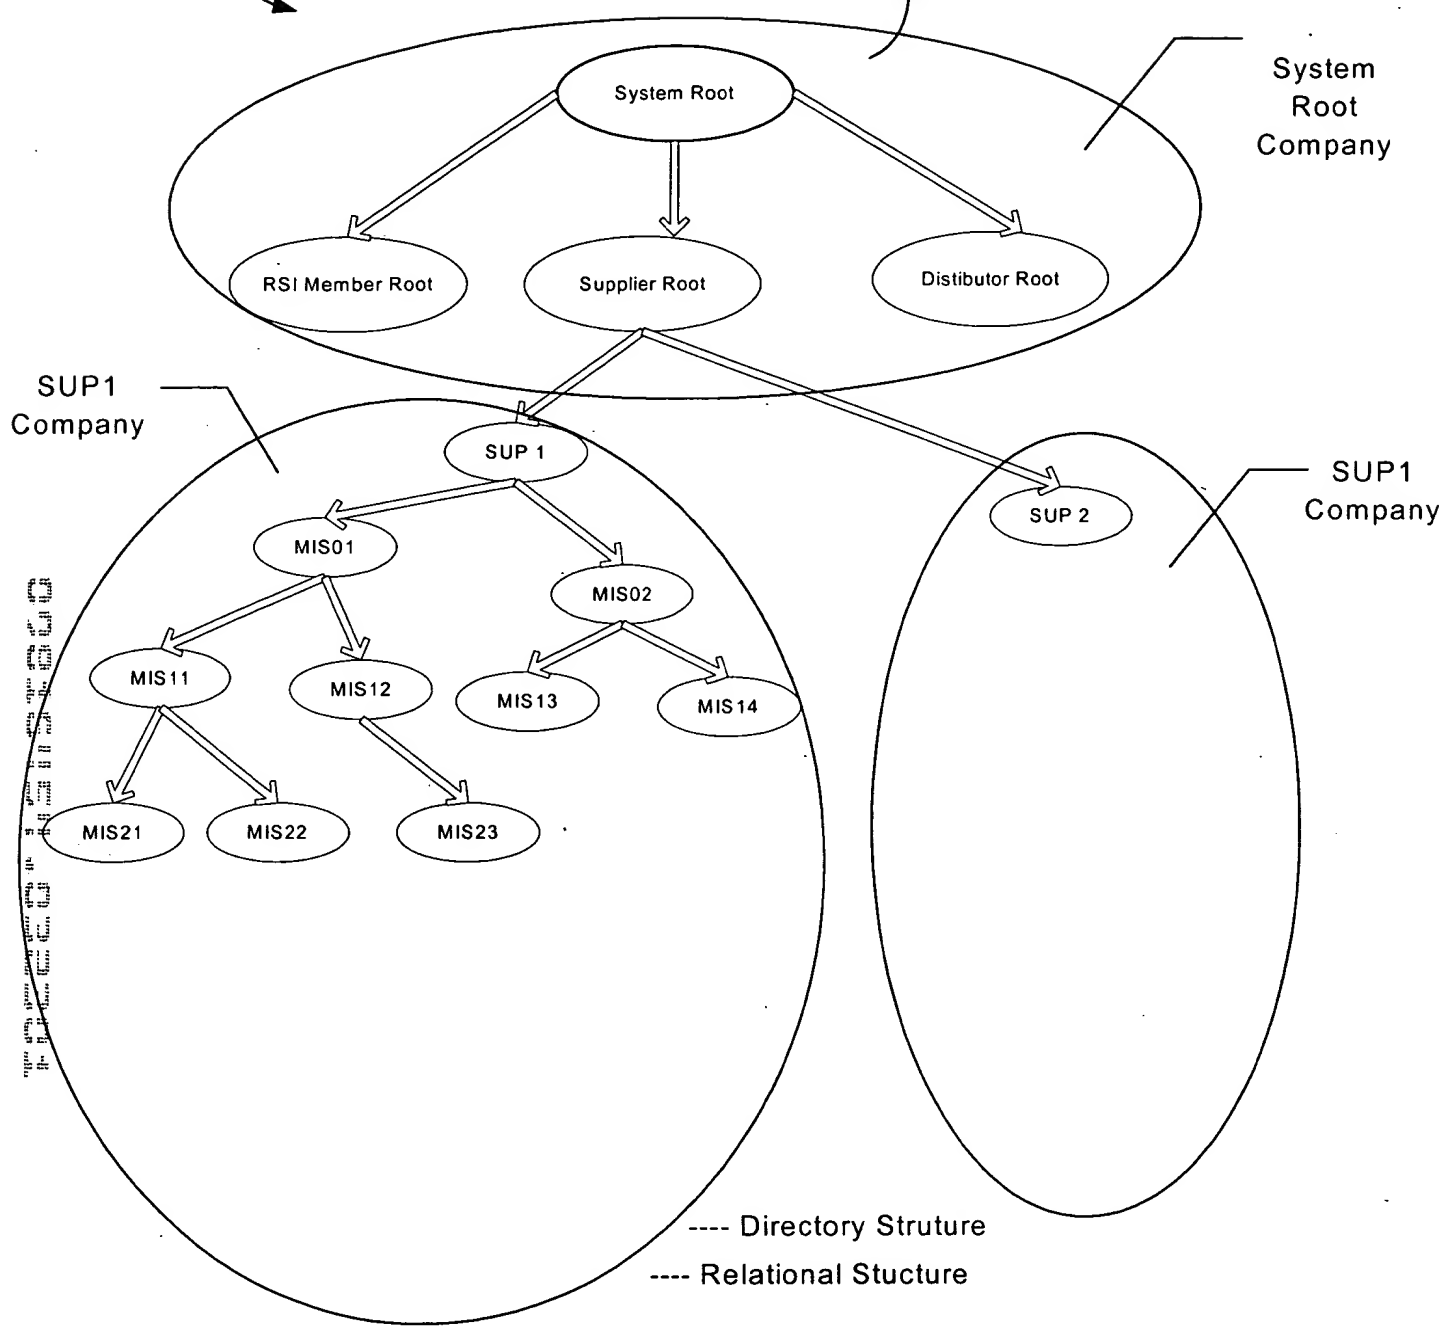 System Root
System
Root
Company
RSI Member Root
Supplier Root
Distibutor Root
SUP1
Company
SUP 1
SUP1
Company
SUP 2
MIS01
MIS02
MIS11
MIS12
MIS13
MIS14
MIS21
MIS22
MIS23
---- Directory Struture
---- Relational Stucture